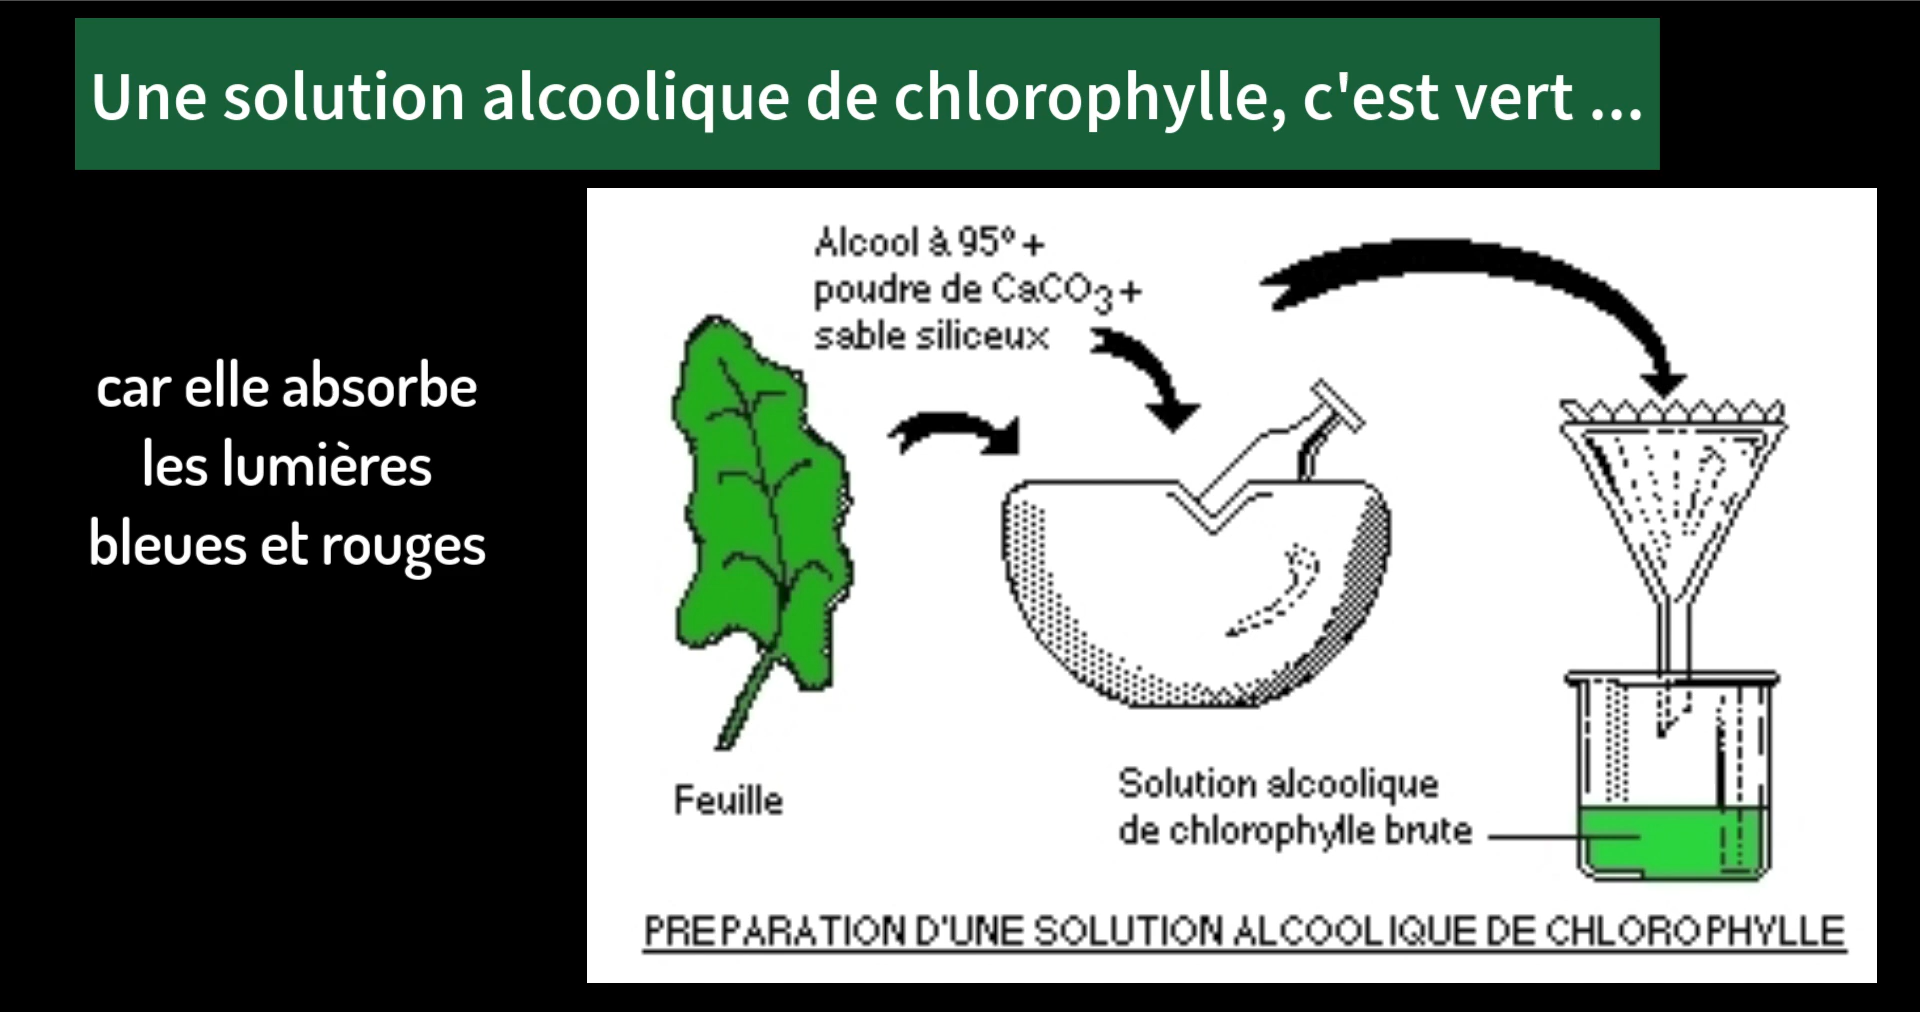 Une solution alcoolique de chlorophylle, c'est vert ...
car elle absorbe
les lumières
bleues et rouges
Alcool à 95° +
poudre de CaCO₃ +
sable siliceux
Feuille
Solution alcoolique
de chlorophylle brute
PREPARATION D'UNE SOLUTION ALCOOLIQUE DE CHLOROPHYLLE